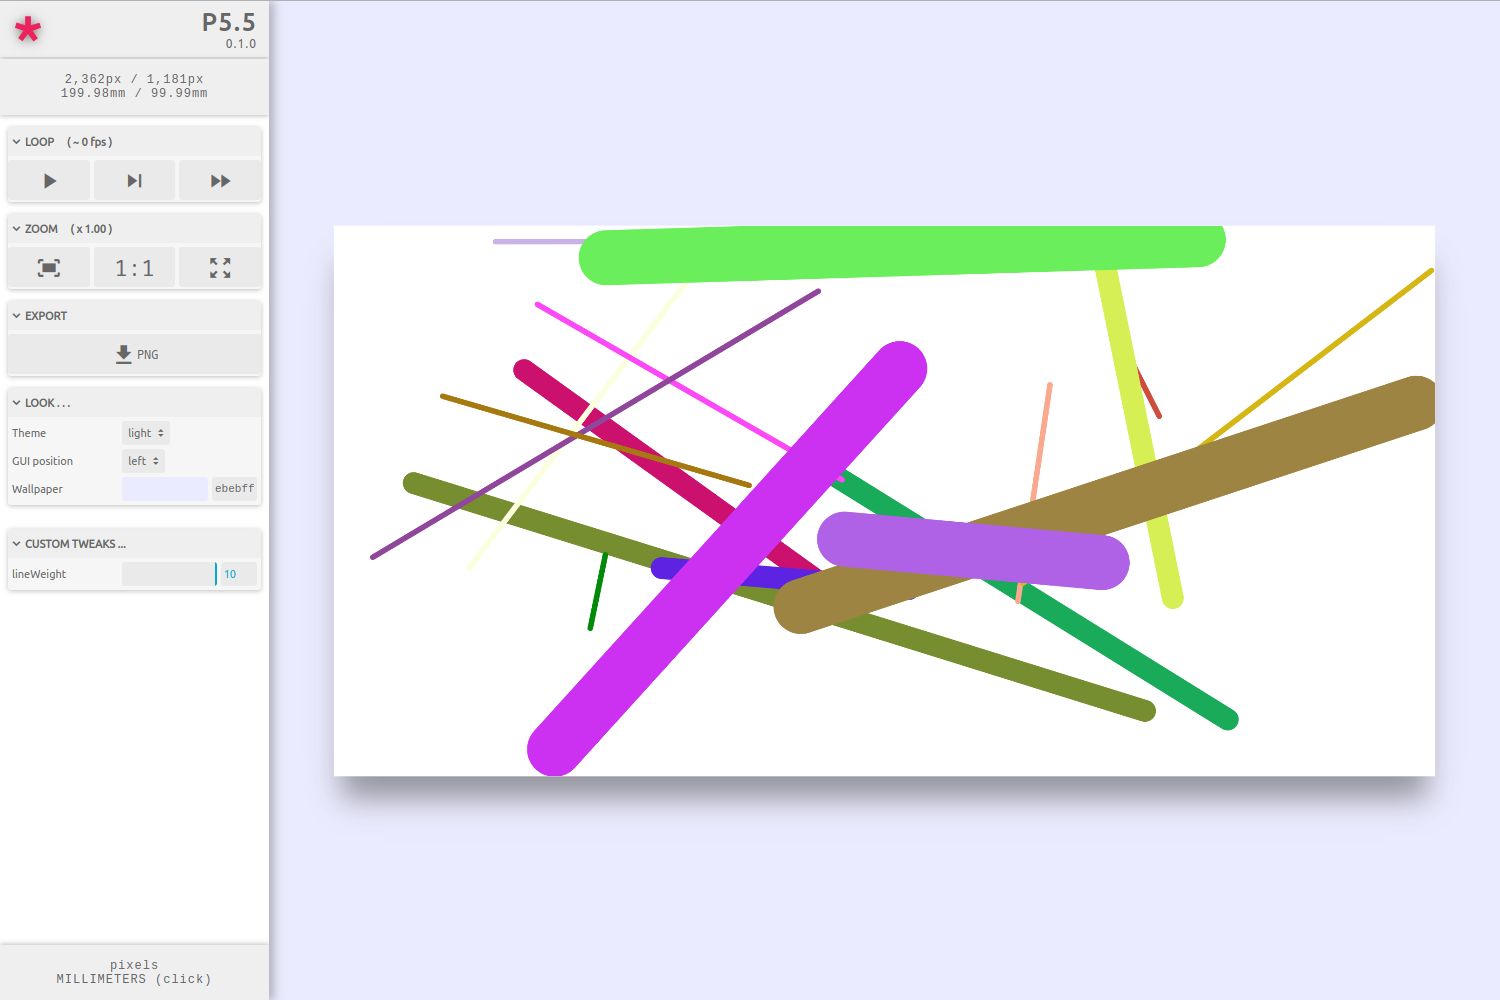 P5.5
0.1.0
2,362px / 1,181px
199.98mm / 99.99mm
LOOP (~ 0 fps)
ZOOM (x 1.00)
1:1
EXPORT
PNG
LOOK...
Theme light
GUI position left
Wallpaper ebebff
CUSTOM TWEAKS ...
lineWeight 10
pixels
MILLIMETERS (click)